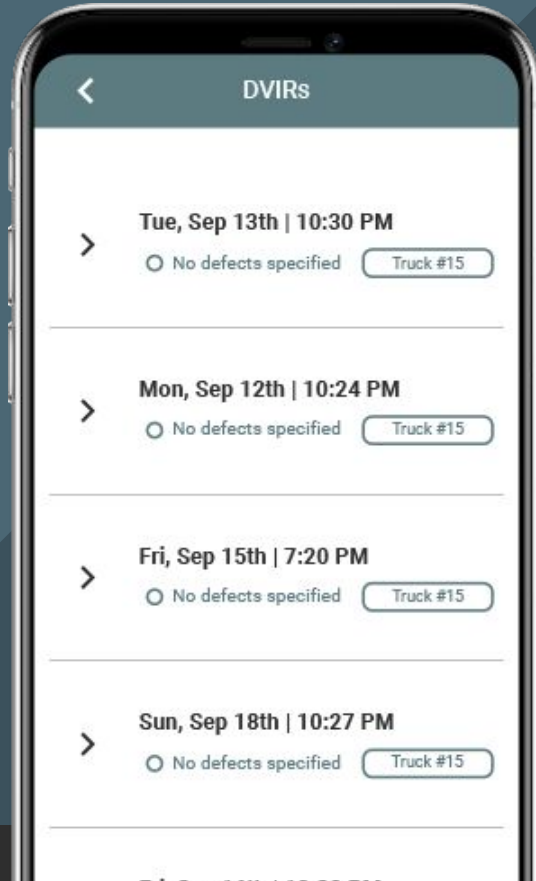 DVIRs
Tue, Sep 13th | 10:30 PM
No defects specified Truck #15
Mon, Sep 12th | 10:24 PM
No defects specified Truck #15
Fri, Sep 15th | 7:20 PM
No defects specified Truck #15
Sun, Sep 18th | 10:27 PM
No defects specified Truck #15